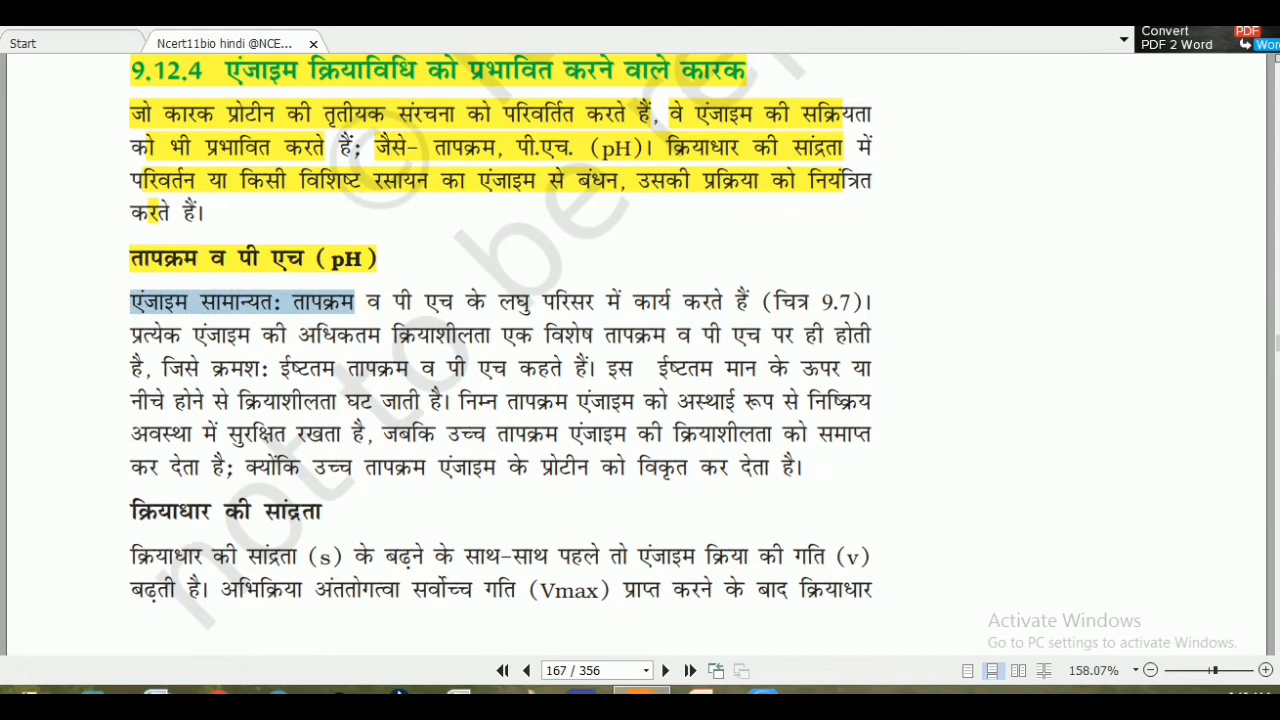 Start
Ncert11bio hindi @NCE... ×
Convert PDF
PDF 2 Word Word
9.12.4 एंजाइम क्रियाविधि को प्रभावित करने वाले कारक
जो कारक प्रोटीन की तृतीयक संरचना को परिवर्तित करते हैं, वे एंजाइम की सक्रियता
को भी प्रभावित करते हैं; जैसे- तापक्रम, पी.एच. (pH)। क्रियाधार की सांद्रता में
परिवर्तन या किसी विशिष्ट रसायन का एंजाइम से बंधन, उसकी प्रक्रिया को नियंत्रित
करते हैं।
तापक्रम व पी एच (pH)
एंजाइम सामान्यत: तापक्रम व पी एच के लघु परिसर में कार्य करते हैं (चित्र 9.7)।
प्रत्येक एंजाइम की अधिकतम क्रियाशीलता एक विशेष तापक्रम व पी एच पर ही होती
है, जिसे क्रमश: ईष्टतम तापक्रम व पी एच कहते हैं। इस ईष्टतम मान के ऊपर या
नीचे होने से क्रियाशीलता घट जाती है। निम्न तापक्रम एंजाइम को अस्थाई रूप से निष्क्रिय
अवस्था में सुरक्षित रखता है, जबकि उच्च तापक्रम एंजाइम की क्रियाशीलता को समाप्त
कर देता है; क्योंकि उच्च तापक्रम एंजाइम के प्रोटीन को विकृत कर देता है।
क्रियाधार की सांद्रता
क्रियाधार की सांद्रता (s) के बढ़ने के साथ-साथ पहले तो एंजाइम क्रिया की गति (v)
बढ़ती है। अभिक्रिया अंततोगत्वा सर्वोच्च गति (Vmax) प्राप्त करने के बाद क्रियाधार
not to be re
Activate Windows
Go to PC settings to activate Windows.
167 / 356
158.07%